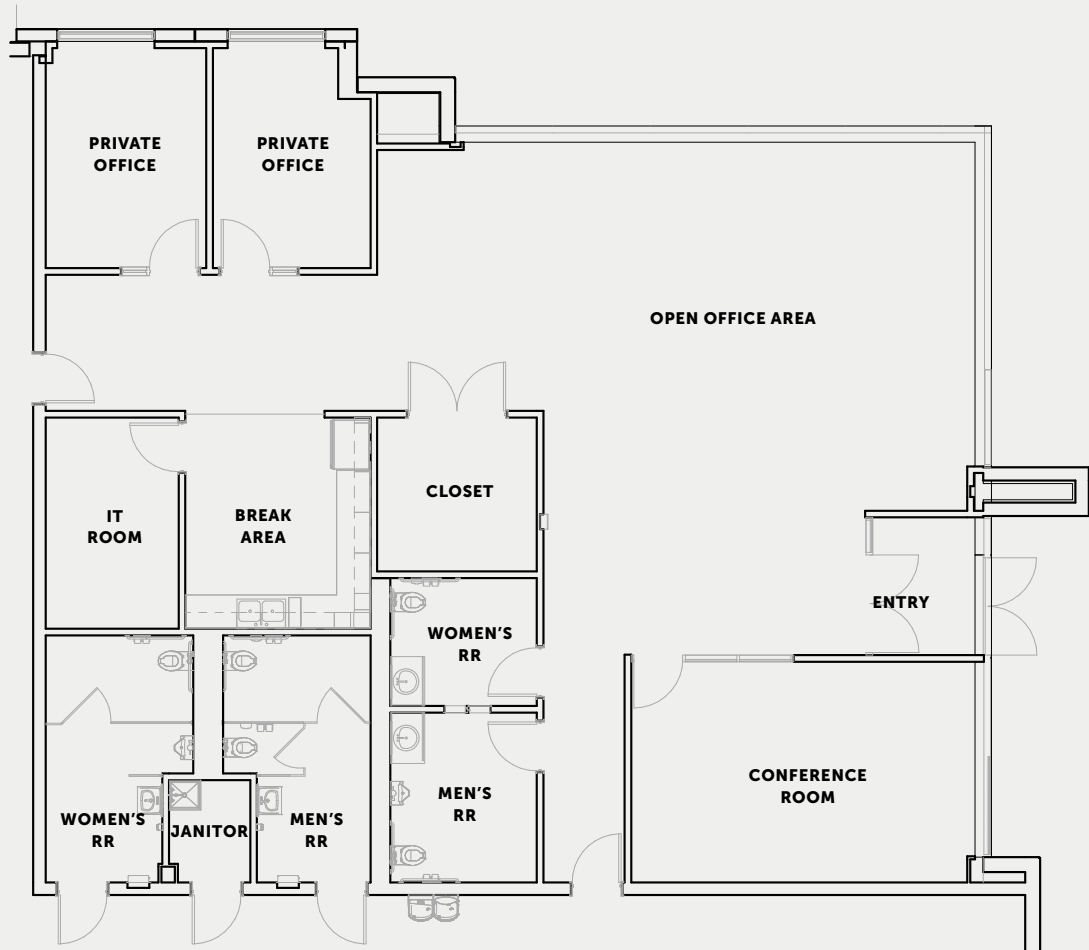 PRIVATE
OFFICE
PRIVATE
OFFICE
OPEN OFFICE AREA
IT
ROOM
BREAK
AREA
CLOSET
ENTRY
WOMEN'S
RR
CONFERENCE
ROOM
MEN'S
RR
WOMEN'S
RR
JANITOR
MEN'S
RR